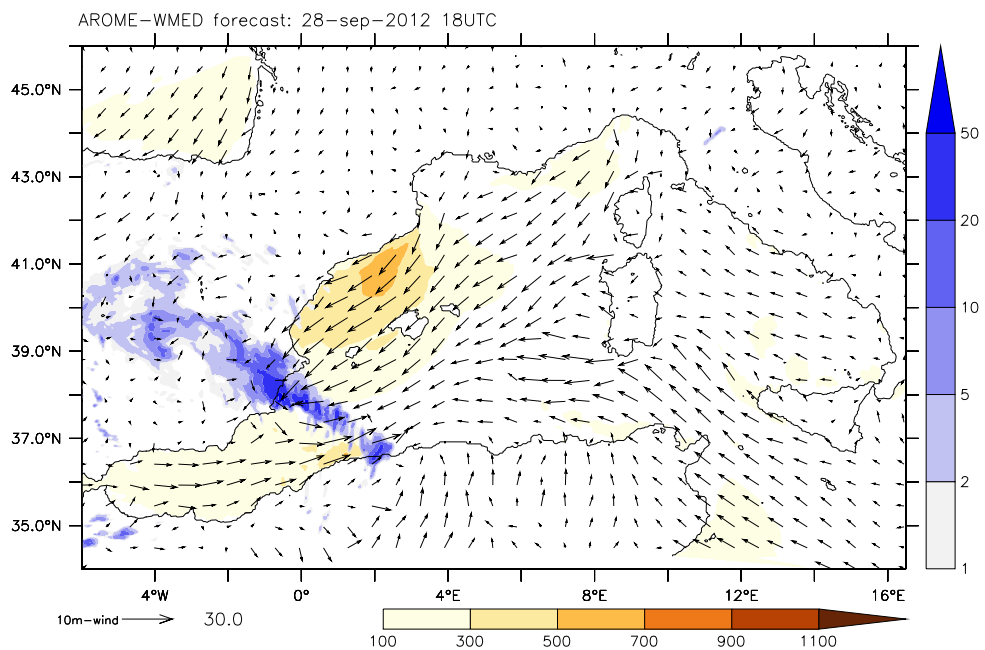 AROME-WMED forecast: 28-sep-2012 18UTC
45.0°N
43.0°N
41.0°N
39.0°N
37.0°N
35.0°N
50
20
10
5
2
1
4°W 0° 4°E 8°E 12°E 16°E
10m-wind 30.0
100 300 500 700 900 1100